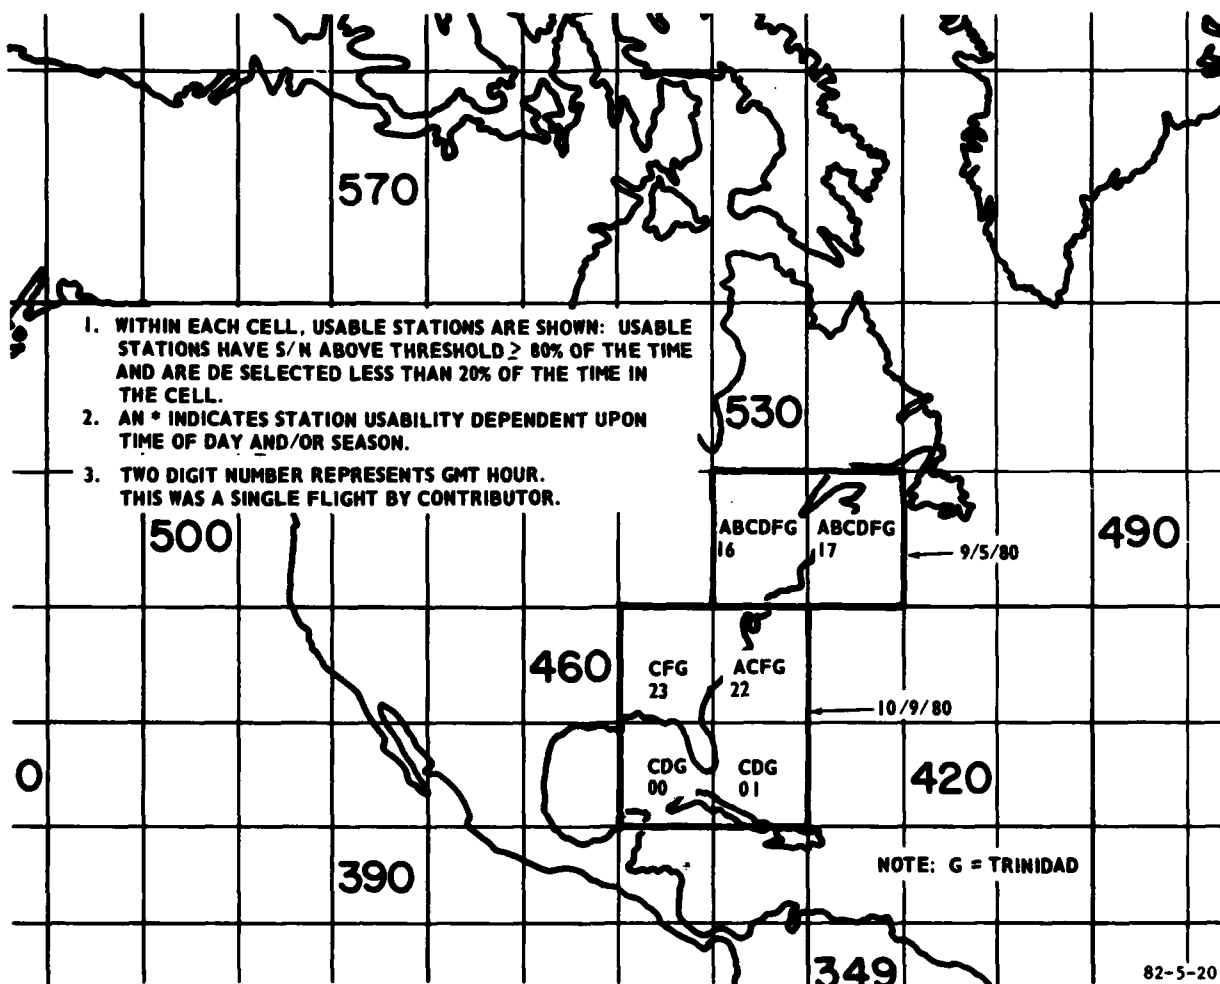 570
1. WITHIN EACH CELL, USABLE STATIONS ARE SHOWN: USABLE
STATIONS HAVE S/N ABOVE THRESHOLD ≥ 80% OF THE TIME
AND ARE DE SELECTED LESS THAN 20% OF THE TIME IN
THE CELL.
2. AN * INDICATES STATION USABILITY DEPENDENT UPON
TIME OF DAY AND/OR SEASON.
3. TWO DIGIT NUMBER REPRESENTS GMT HOUR.
THIS WAS A SINGLE FLIGHT BY CONTRIBUTOR.
530
500
ABCDFG
16
ABCDFG
17
9/5/80
490
460
CFG
23
ACFG
22
10/9/80
0
CDG
00
CDG
01
420
390
NOTE: G = TRINIDAD
349
82-5-20